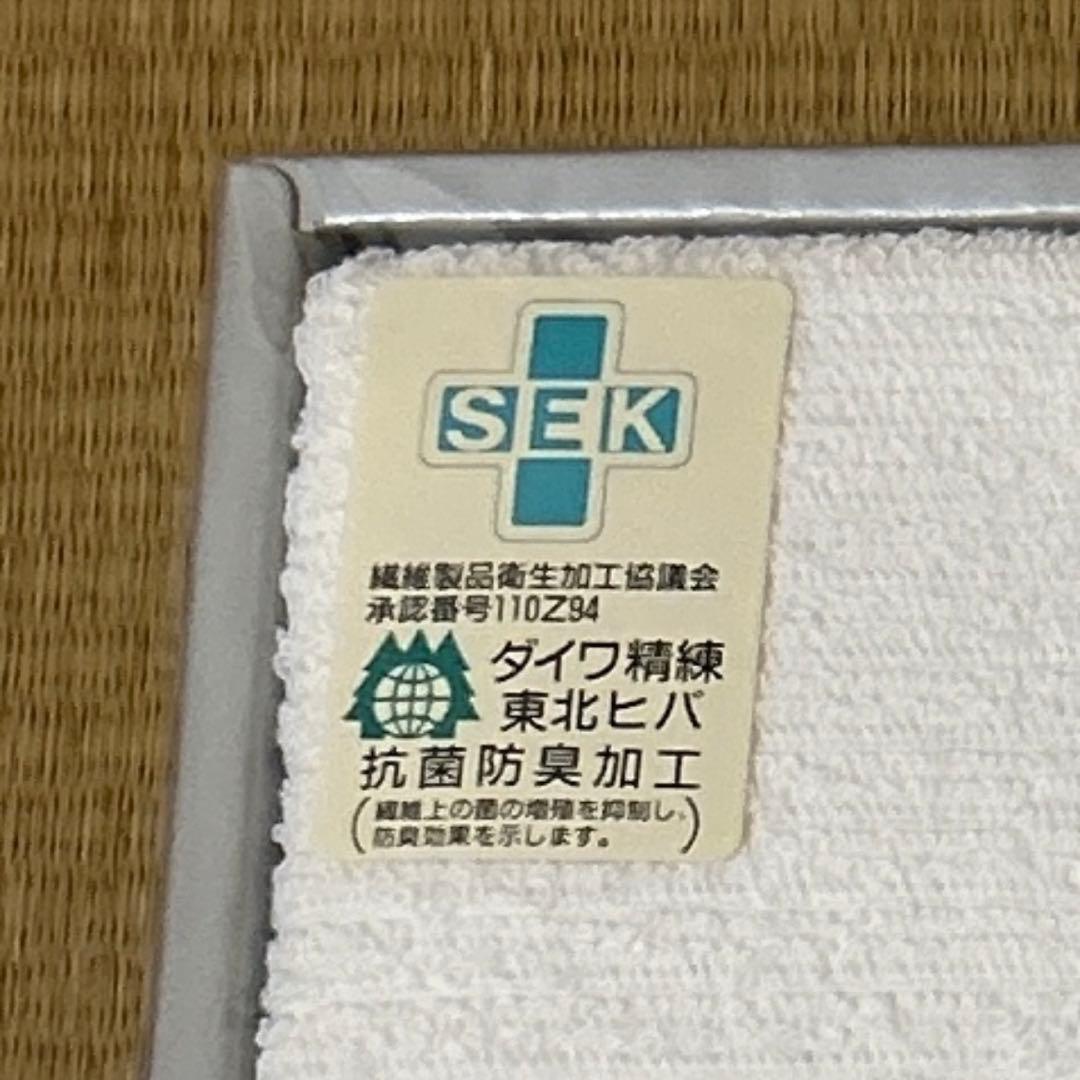 SEK
繊維製品衛生加工協議会
承認番号110Z94
ダイワ精練
東北ヒバ
抗菌防臭加工
(繊維上の菌の増殖を抑制し、
防臭効果を示します。)